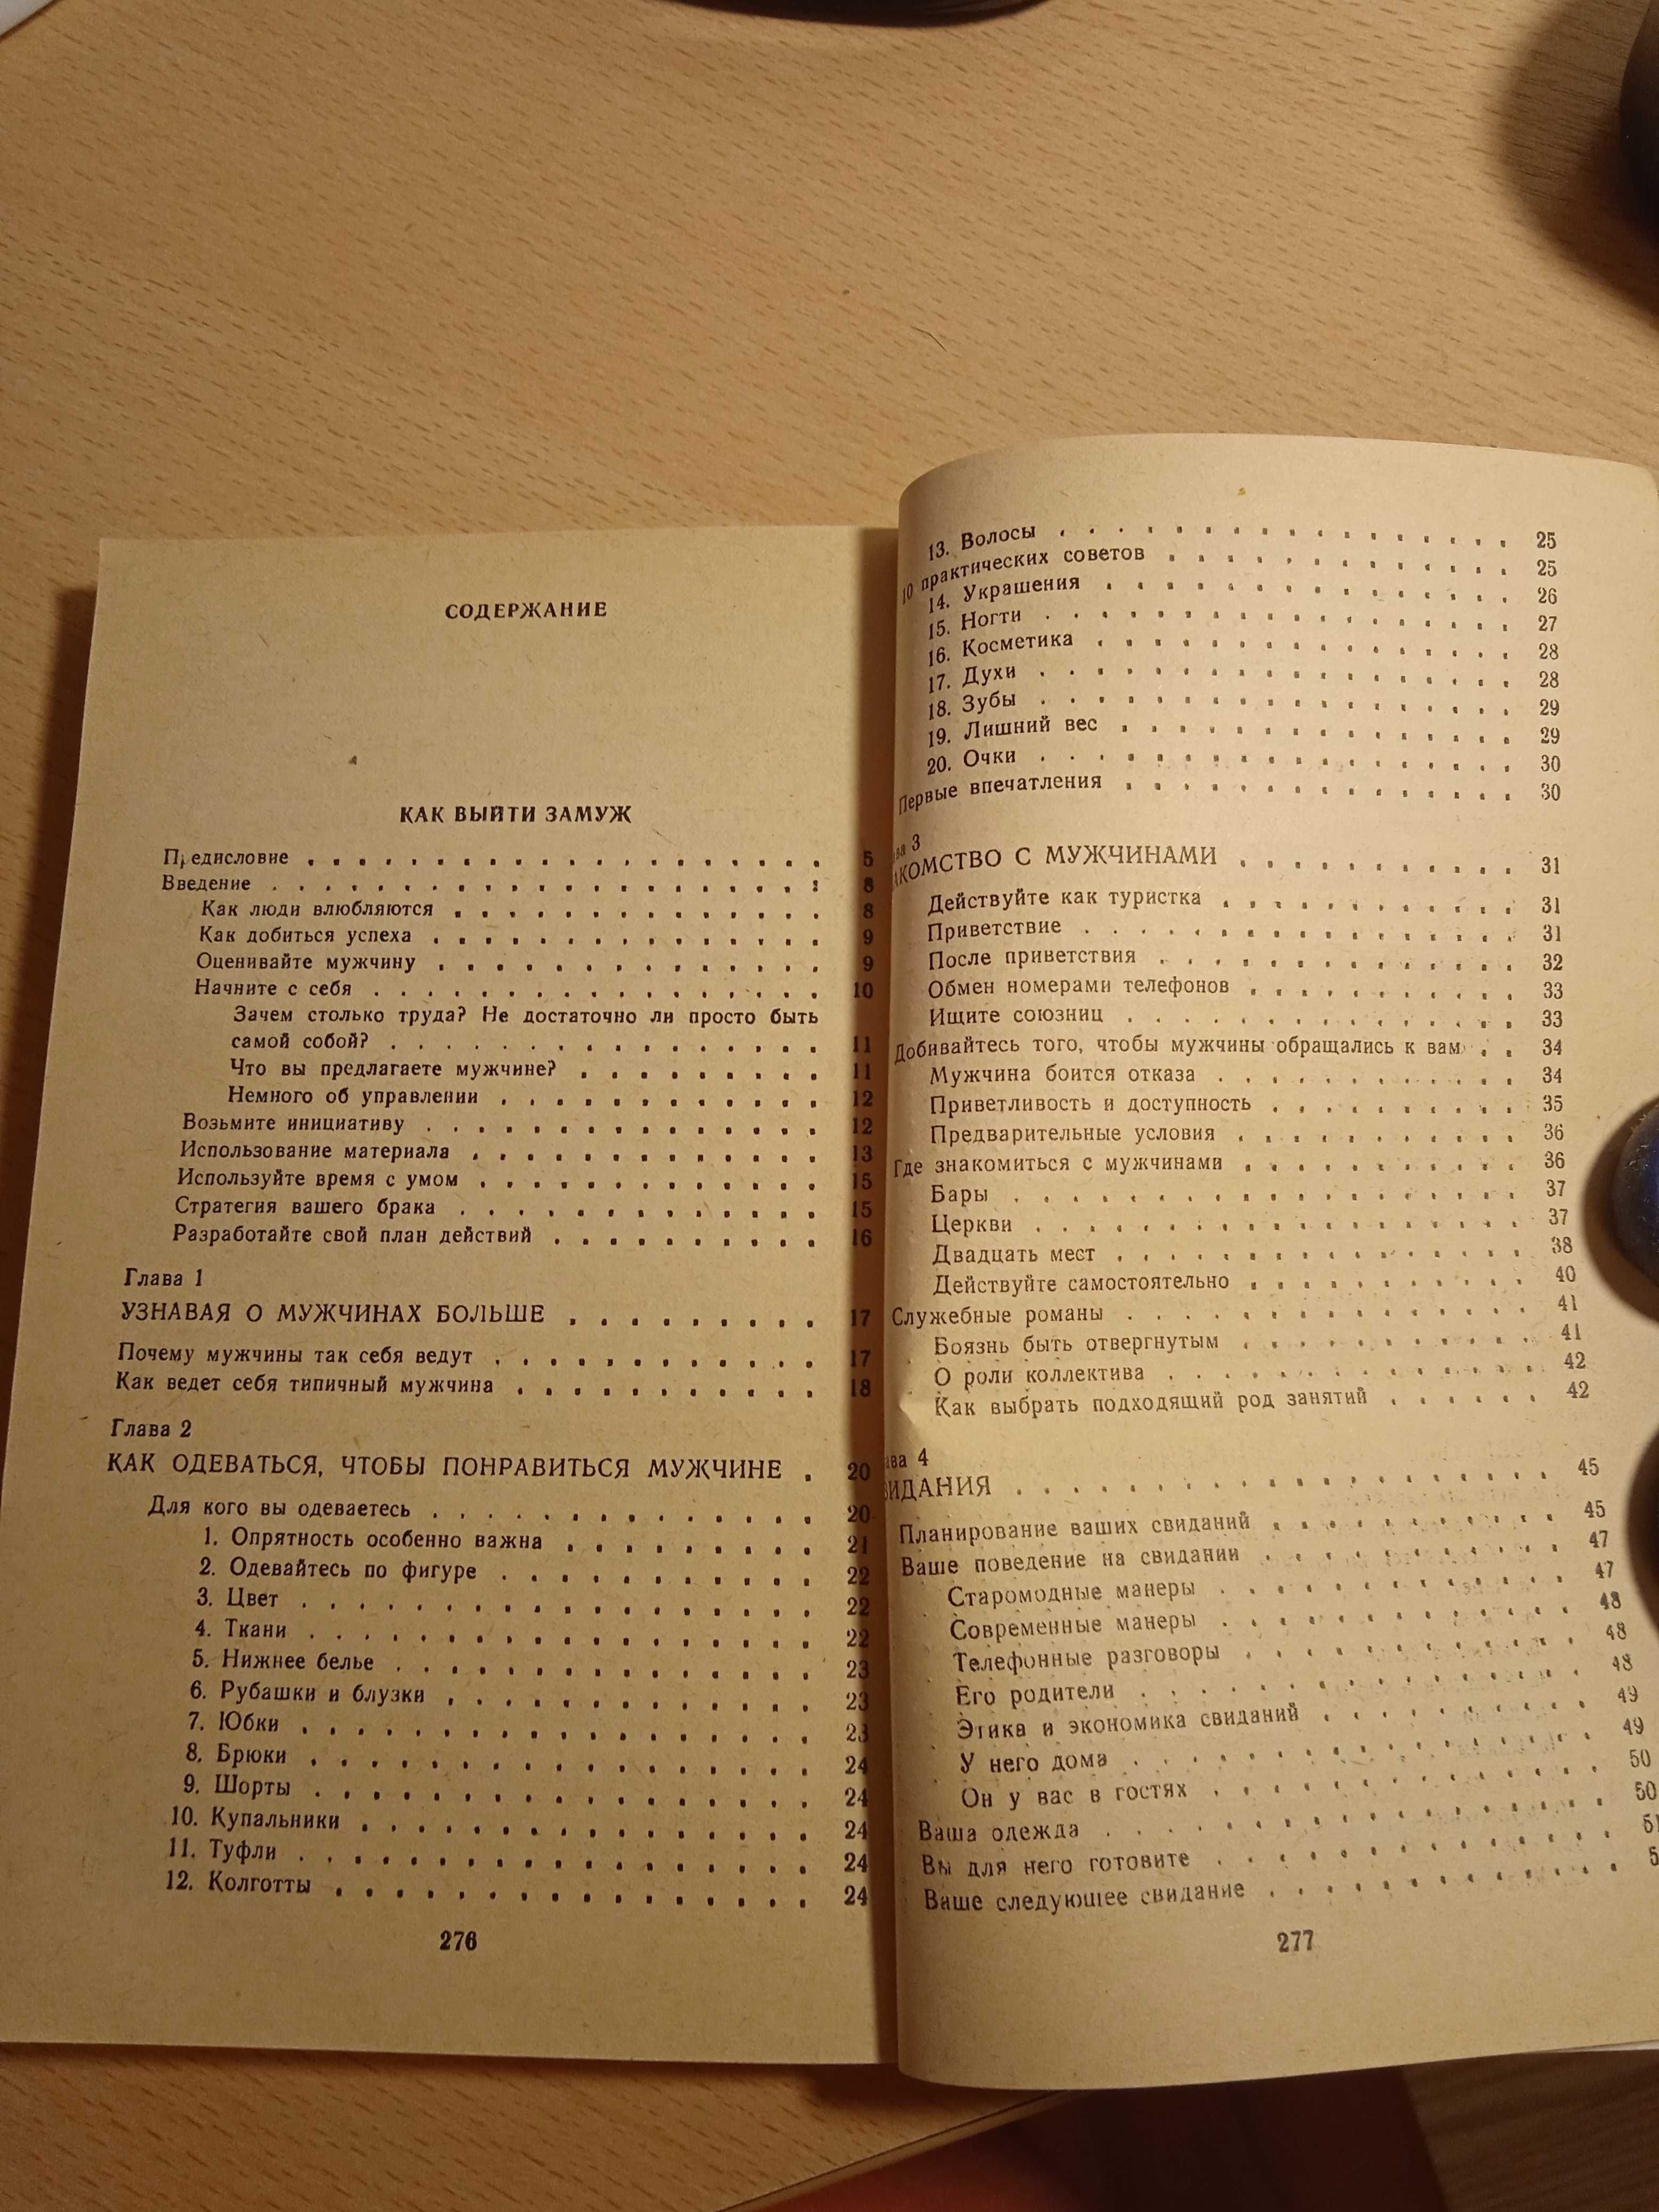 СОДЕРЖАНИЕ
КАК ВЫЙТИ ЗАМУЖ
Предисловие . . . . . . . . . . . . . . . . . . . . 5
Введение . . . . . . . . . . . . . . . . . . . . . 8
Как люди влюбляются . . . . . . . . . . . . . . 8
Как добиться успеха . . . . . . . . . . . . . . 9
Оценивайте мужчину . . . . . . . . . . . . . . 9
Начните с себя . . . . . . . . . . . . . . . . . 10
Зачем столько труда? Не достаточно ли просто быть
самой собой? . . . . . . . . . . . . . . . . 11
Что вы предлагаете мужчине? . . . . . . . . . 11
Немного об управлении . . . . . . . . . . . . 12
Возьмите инициативу . . . . . . . . . . . . . . . 12
Использование материала . . . . . . . . . . . . . 13
Используйте время с умом . . . . . . . . . . . . . 15
Стратегия вашего брака . . . . . . . . . . . . . 15
Разработайте свой план действий . . . . . . . . . . 16
Глава 1
УЗНАВАЯ О МУЖЧИНАХ БОЛЬШЕ . . . . . . . . . 17
Почему мужчины так себя ведут . . . . . . . . . . . . 17
Как ведет себя типичный мужчина . . . . . . . . . . . 18
Глава 2
КАК ОДЕВАТЬСЯ, ЧТОБЫ ПОНРАВИТЬСЯ МУЖЧИНЕ . 20
Для кого вы одеваетесь . . . . . . . . . . . . . . 20
1. Опрятность особенно важна . . . . . . . . . 21
2. Одевайтесь по фигуре . . . . . . . . . . . 22
3. Цвет . . . . . . . . . . . . . . . . . . 22
4. Ткани . . . . . . . . . . . . . . . . . . 22
5. Нижнее белье . . . . . . . . . . . . . . . 23
6. Рубашки и блузки . . . . . . . . . . . . . 23
7. Юбки . . . . . . . . . . . . . . . . . . 23
8. Брюки . . . . . . . . . . . . . . . . . . 24
9. Шорты . . . . . . . . . . . . . . . . . . 24
10. Купальники . . . . . . . . . . . . . . . . 24
11. Туфли . . . . . . . . . . . . . . . . . . 24
12. Колготты . . . . . . . . . . . . . . . . . 24
276
13. Волосы . . . . . . . . . . . . . . . . 25
10 практических советов . . . . . . . . . . . . 25
14. Украшения . . . . . . . . . . . . . . 26
15. Ногти . . . . . . . . . . . . . . . . 27
16. Косметика . . . . . . . . . . . . . . . 28
17. Духи . . . . . . . . . . . . . . . . . 28
18. Зубы . . . . . . . . . . . . . . . . . 29
19. Лишний вес . . . . . . . . . . . . . . 29
20. Очки . . . . . . . . . . . . . . . . . 30
Первые впечатления . . . . . . . . . . . . . . 30
ва 3
АКОМСТВО С МУЖЧИНАМИ . . . . . . . . . . 31
Действуйте как туристка . . . . . . . . . . . 31
Приветствие . . . . . . . . . . . . . . . . 31
После приветствия . . . . . . . . . . . . . 32
Обмен номерами телефонов . . . . . . . . . . 33
Ищите союзниц . . . . . . . . . . . . . . 33
Добивайтесь того, чтобы мужчины обращались к вам . . 34
Мужчина боится отказа . . . . . . . . . . . 34
Приветливость и доступность . . . . . . . . . 35
Предварительные условия . . . . . . . . . . 36
Где знакомиться с мужчинами . . . . . . . . . . 36
Бары . . . . . . . . . . . . . . . . . . 37
Церкви . . . . . . . . . . . . . . . . . 37
Двадцать мест . . . . . . . . . . . . . . 38
Действуйте самостоятельно . . . . . . . . . . 40
Служебные романы . . . . . . . . . . . . . . 41
Боязнь быть отвергнутым . . . . . . . . . . 41
О роли коллектива . . . . . . . . . . . . . 42
Как выбрать подходящий род занятий . . . . . . 42
ава 4
ВИДАНИЯ . . . . . . . . . . . . . . . . . . 45
Планирование ваших свиданий . . . . . . . . . . 45
Ваше поведение на свидании . . . . . . . . . . . 47
Старомодные манеры . . . . . . . . . . . . 47
Современные манеры . . . . . . . . . . . . 48
Телефонные разговоры . . . . . . . . . . . 48
Его родители . . . . . . . . . . . . . . . 48
Этика и экономика свиданий . . . . . . . . . 49
У него дома . . . . . . . . . . . . . . . 49
Он у вас в гостях . . . . . . . . . . . . . 50
Ваша одежда . . . . . . . . . . . . . . . . . 50
Вы для него готовите . . . . . . . . . . . . . 51
Ваше следующее свидание . . . . . . . . . . . .
277